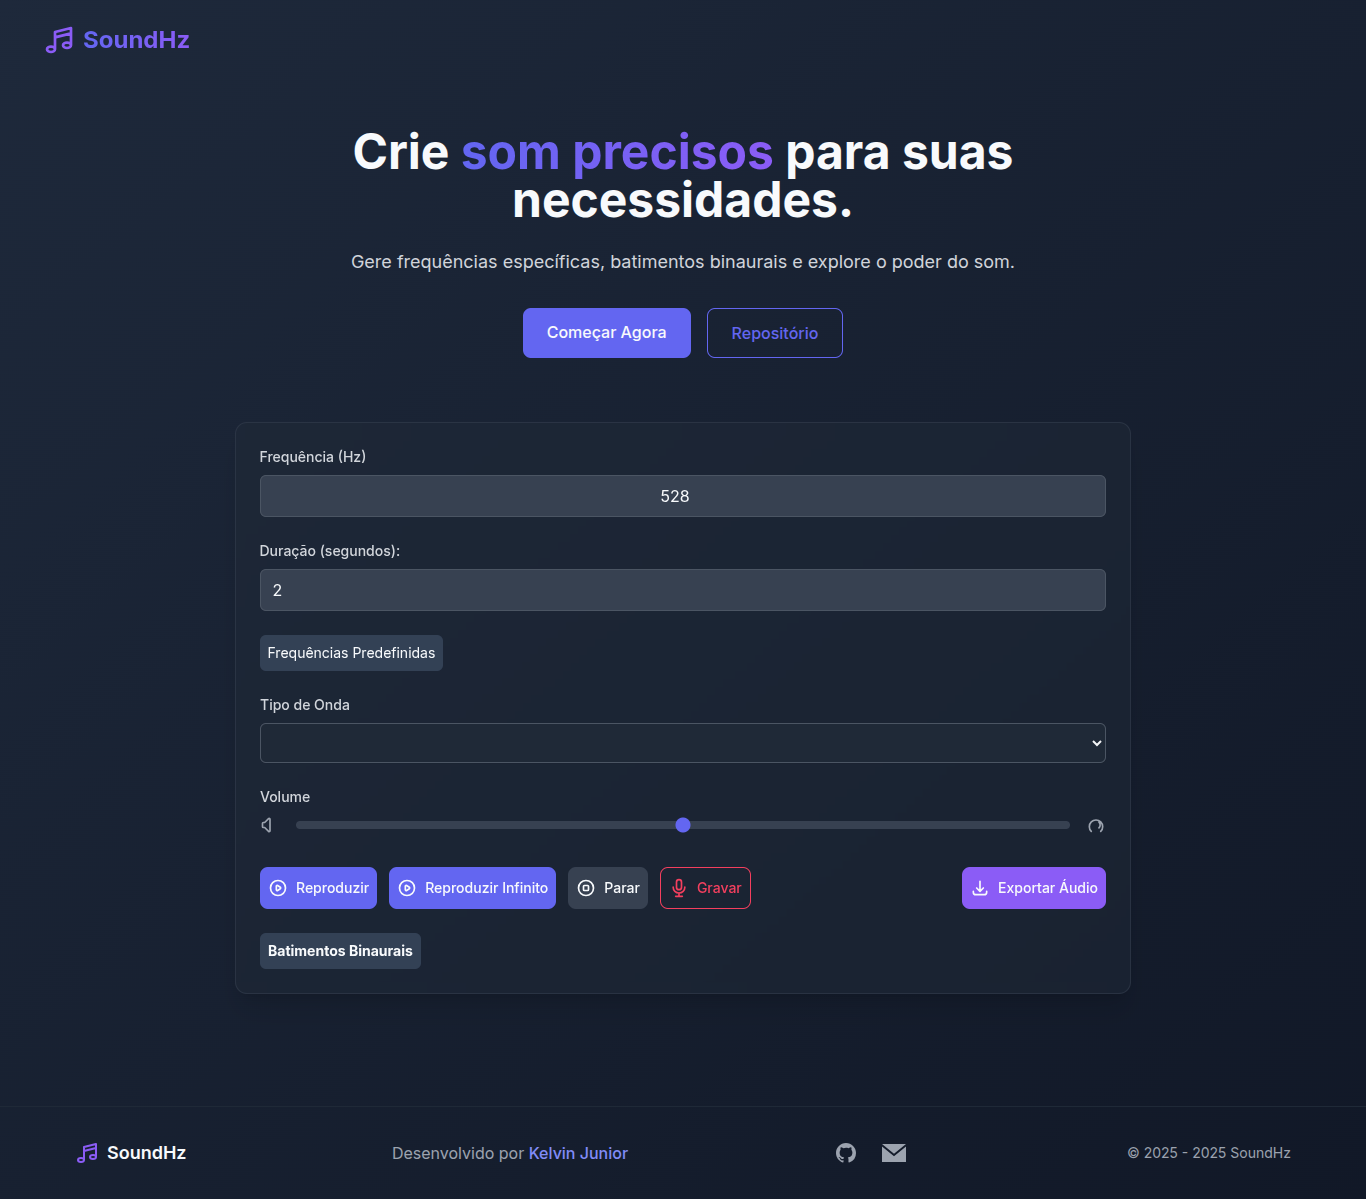 SoundHz
Crie som precisos para suas
necessidades.
Gere frequências específicas, batimentos binaurais e explore o poder do som.
Começar Agora
Repositório
Frequência (Hz)
528
Duração (segundos):
2
Frequências Predefinidas
Tipo de Onda
Volume
Reproduzir
Reproduzir Infinito
Parar
Gravar
Exportar Áudio
Batimentos Binaurais
SoundHz
Desenvolvido por Kelvin Junior
© 2025 - 2025 SoundHz